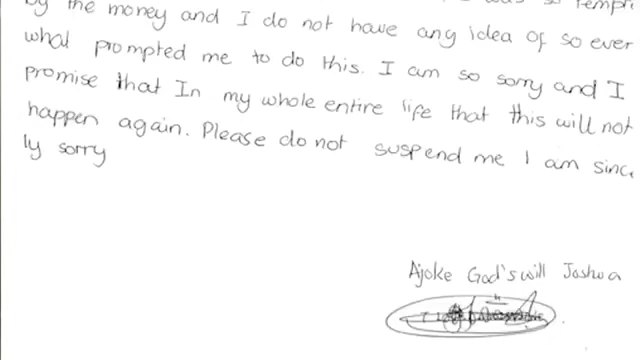 by the money and I do not have any idea of so ever
what prompted me to do this. I am so sorry and I
promise that In my whole entire life that this will not
happen again. Please do not suspend me I am since
ly sorry
Ajoke God's will Joshua